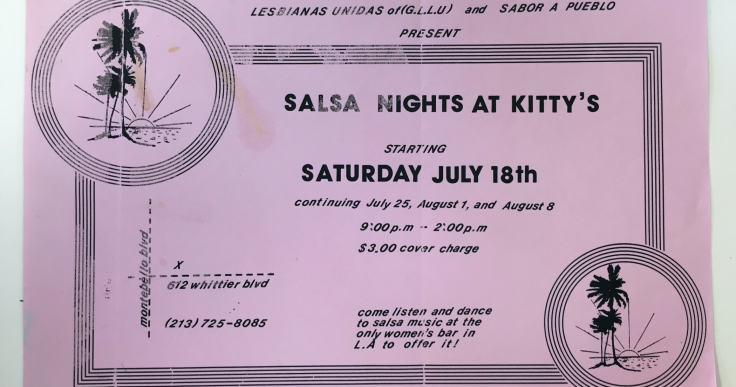 LESBIANAS UNIDAS of(G.L.L.U) and SABOR A PUEBLO
PRESENT
SALSA NIGHTS AT KITTY'S
STARTING
SATURDAY JULY 18th
continuing July 25, August 1, and August 8
9:00p.m -- 2:00p.m
$3.00 cover charge
montebello blvd
X
612 whittier blvd
(213) 725-8085
come listen and dance
to salsa music at the
only women's bar in
L.A to offer it!